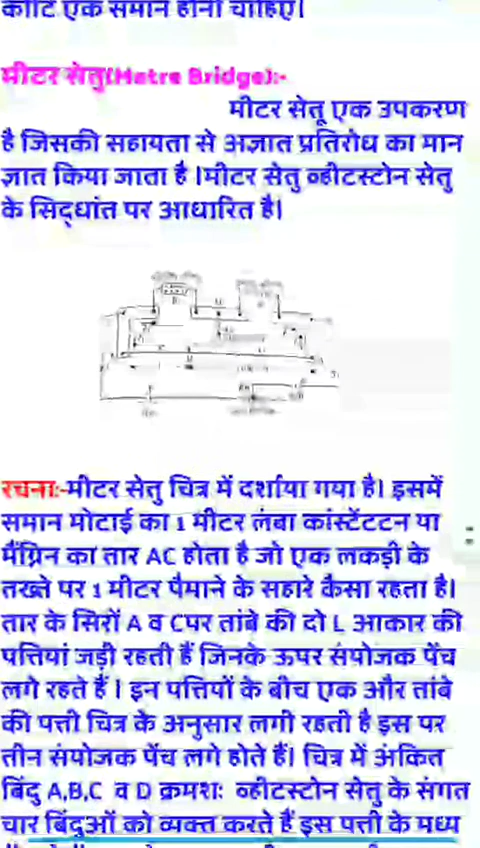 कोटि एक समान होनी चाहिए।
मीटर सेतु(Metre Bridge):-
मीटर सेतू एक उपकरण
है जिसकी सहायता से अज्ञात प्रतिरोध का मान
ज्ञात किया जाता है ।मीटर सेतु व्हीटस्टोन सेतु
के सिद्धांत पर आधारित है।
रचना:-मीटर सेतु चित्र में दर्शाया गया है। इसमें
समान मोटाई का 1 मीटर लंबा कांस्टेंटटन या
मैंग्निन का तार AC होता है जो एक लकड़ी के
तख्ते पर 1 मीटर पैमाने के सहारे कैसा रहता है।
तार के सिरों A व Cपर तांबे की दो L आकार की
पत्तियां जड़ी रहती हैं जिनके ऊपर संयोजक पेंच
लगे रहते हैं । इन पत्तियों के बीच एक और तांबे
की पत्ती चित्र के अनुसार लगी रहती है इस पर
तीन संयोजक पेंच लगे होते हैं। चित्र में अंकित
बिंदु A,B,C व D क्रमशः व्हीटस्टोन सेतु के संगत
चार बिंदुओं को व्यक्त करते हैं इस पत्ती के मध्य